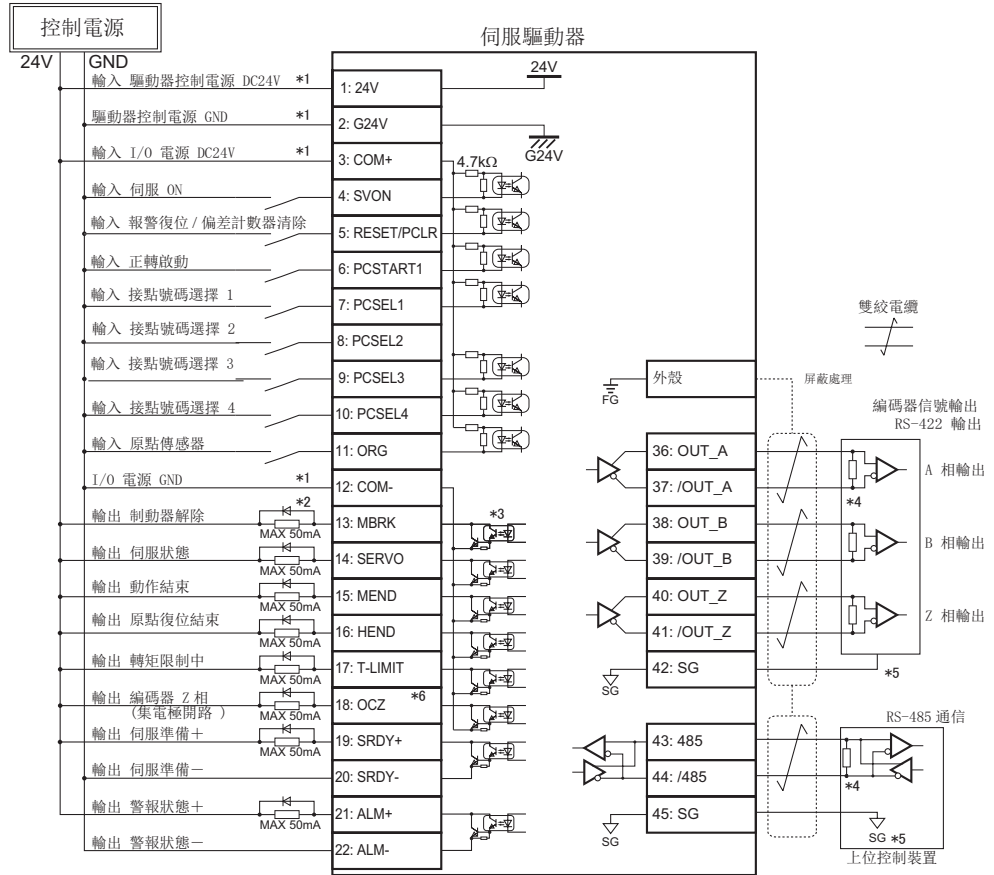 控制電源
24V
GND
伺服驅動器
輸入 驅動器控制電源 DC24V *1
1: 24V
24V
驅動器控制電源 GND *1
2: G24V
G24V
輸入 I/O 電源 DC24V *1
3: COM+
4.7kΩ
輸入 伺服 ON
4: SVON
輸入 報警復位 / 偏差計數器清除
5: RESET/PCLR
輸入 正轉啟動
6: PCSTART1
輸入 接點號碼選擇 1
7: PCSEL1
輸入 接點號碼選擇 2
8: PCSEL2
輸入 接點號碼選擇 3
9: PCSEL3
輸入 接點號碼選擇 4
10: PCSEL4
輸入 原點傳感器
11: ORG
I/O 電源 GND *1
12: COM-
輸出 制動器解除
*2
MAX 50mA
13: MBRK
*3
輸出 伺服狀態
MAX 50mA
14: SERVO
輸出 動作結束
MAX 50mA
15: MEND
輸出 原點復位結束
MAX 50mA
16: HEND
輸出 轉矩限制中
MAX 50mA
17: T-LIMIT
輸出 編碼器 Z 相
(集電極開路 )
MAX 50mA
18: OCZ
*6
輸出 伺服準備＋
MAX 50mA
19: SRDY+
輸出 伺服準備－
20: SRDY-
輸出 警報狀態＋
MAX 50mA
21: ALM+
輸出 警報狀態－
22: ALM-
雙絞電纜
外殼
FG
屏蔽處理
編碼器信號輸出
RS-422 輸出
36: OUT_A
37: /OUT_A
*4
A 相輸出
38: OUT_B
39: /OUT_B
B 相輸出
40: OUT_Z
41: /OUT_Z
Z 相輸出
42: SG
SG
*5
RS-485 通信
43: 485
44: /485
*4
45: SG
SG
SG *5
上位控制裝置